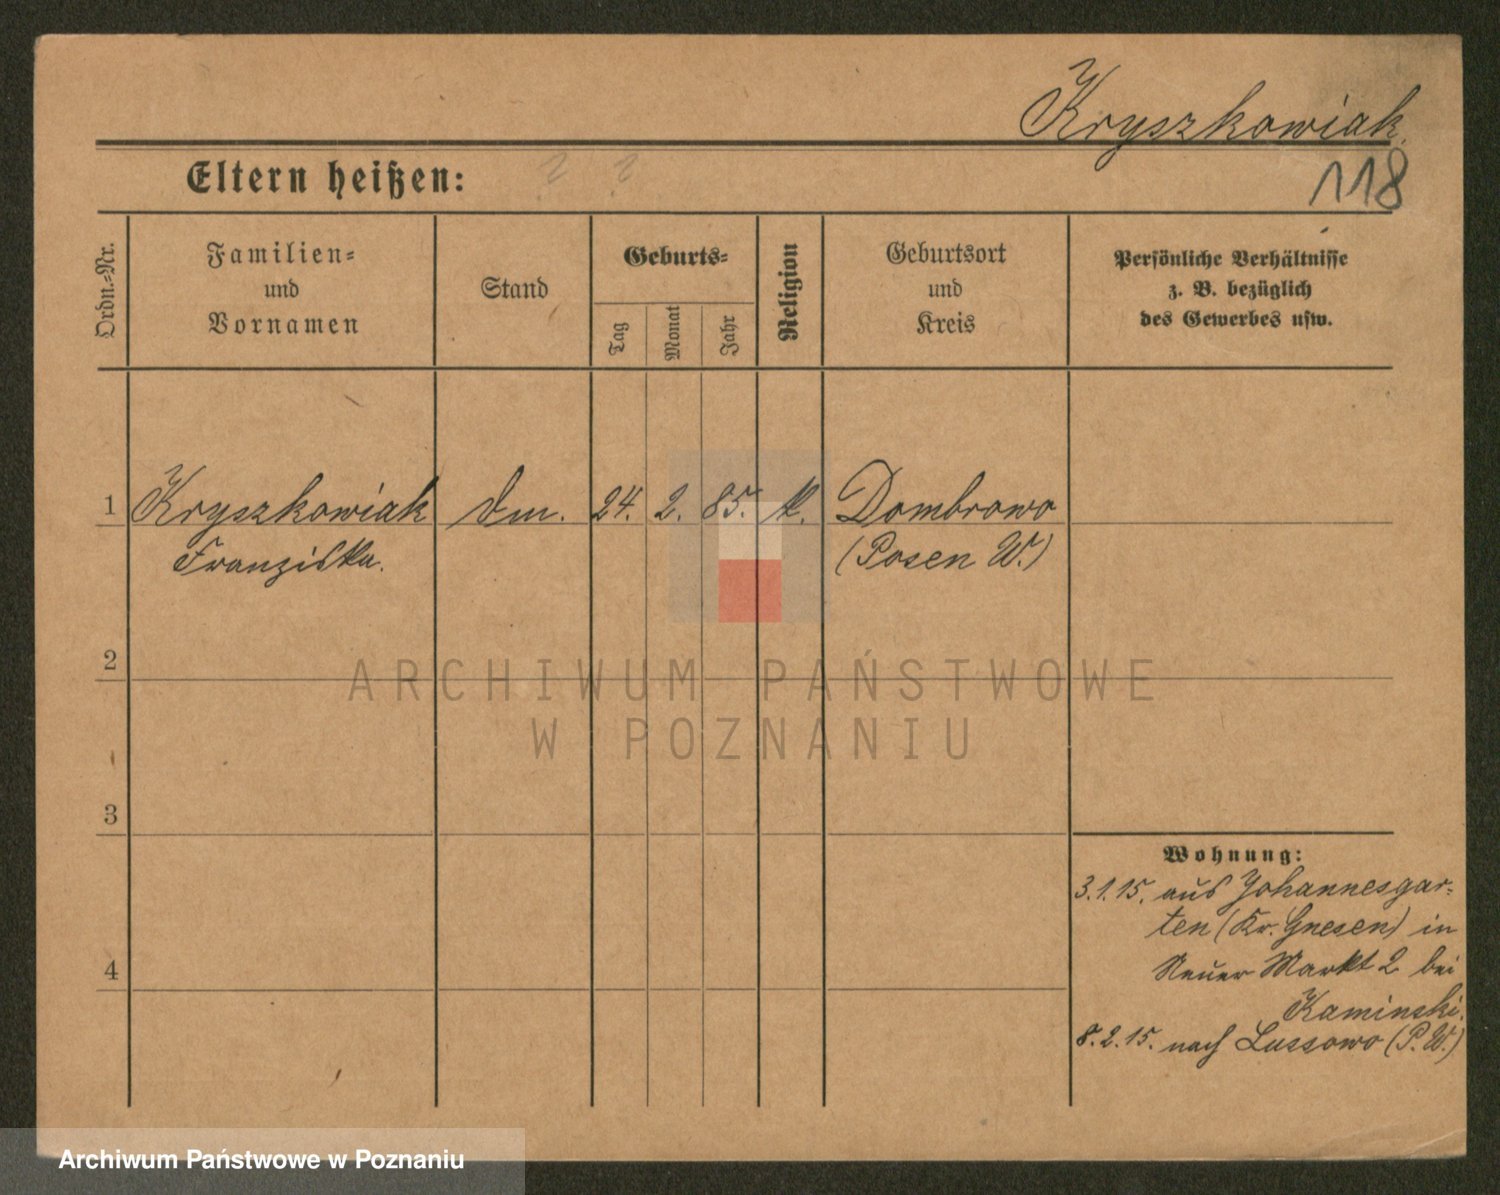 Kryszkowiak.
118
Eltern heißen: ? ?
Ordn.-Nr.
Familien-
und
Vornamen
Stand
Geburts-
Tag
Monat
Jahr
Religion
Geburtsort
und
Kreis
Persönliche Verhältnisse
z. B. bezüglich
des Gewerbes usw.
1 Kryszkowiak Dm. 24. 2. 85. k. Dombrowo
Franziska. (Posen W.)
2
3
4
Wohnung:
3.1.15. aus Johannesgar-
ten (Kr. Gnesen) in
Neuer Markt 2 bei
Kaminski.
8.2.15. nach Lussowo (P.W.)
ARCHIWUM PAŃSTWOWE
W POZNANIU
Archiwum Państwowe w Poznaniu